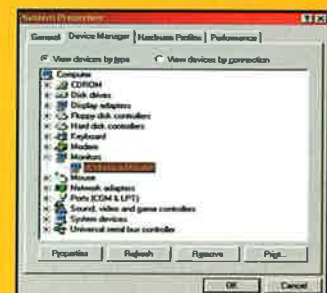 System Properties
General Device Manager Hardware Profiles Performance
View devices by type View devices by connection
Computer
CDROM
Disk drives
Display adapters
Floppy disk controllers
Hard disk controllers
Keyboard
Modem
Monitors
Mouse
Network adapters
Ports (COM & LPT)
Sound, video and game controllers
System devices
Universal serial bus controller
Properties Refresh Remove Print...
OK Cancel